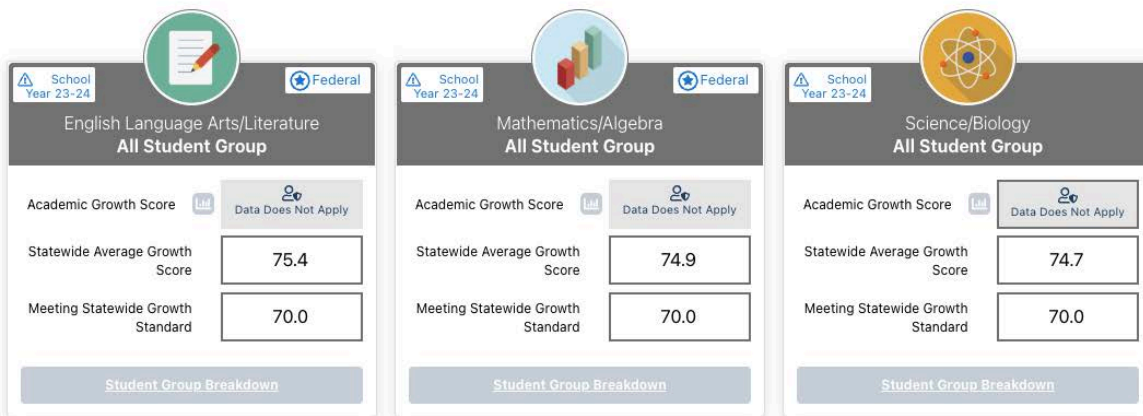 School
Year 23-24
Federal
English Language Arts/Literature
All Student Group
Academic Growth Score
Data Does Not Apply
Statewide Average Growth
Score
75.4
Meeting Statewide Growth
Standard
70.0
Student Group Breakdown
School
Year 23-24
Federal
Mathematics/Algebra
All Student Group
Academic Growth Score
Data Does Not Apply
Statewide Average Growth
Score
74.9
Meeting Statewide Growth
Standard
70.0
Student Group Breakdown
School
Year 23-24
Science/Biology
All Student Group
Academic Growth Score
Data Does Not Apply
Statewide Average Growth
Score
74.7
Meeting Statewide Growth
Standard
70.0
Student Group Breakdown